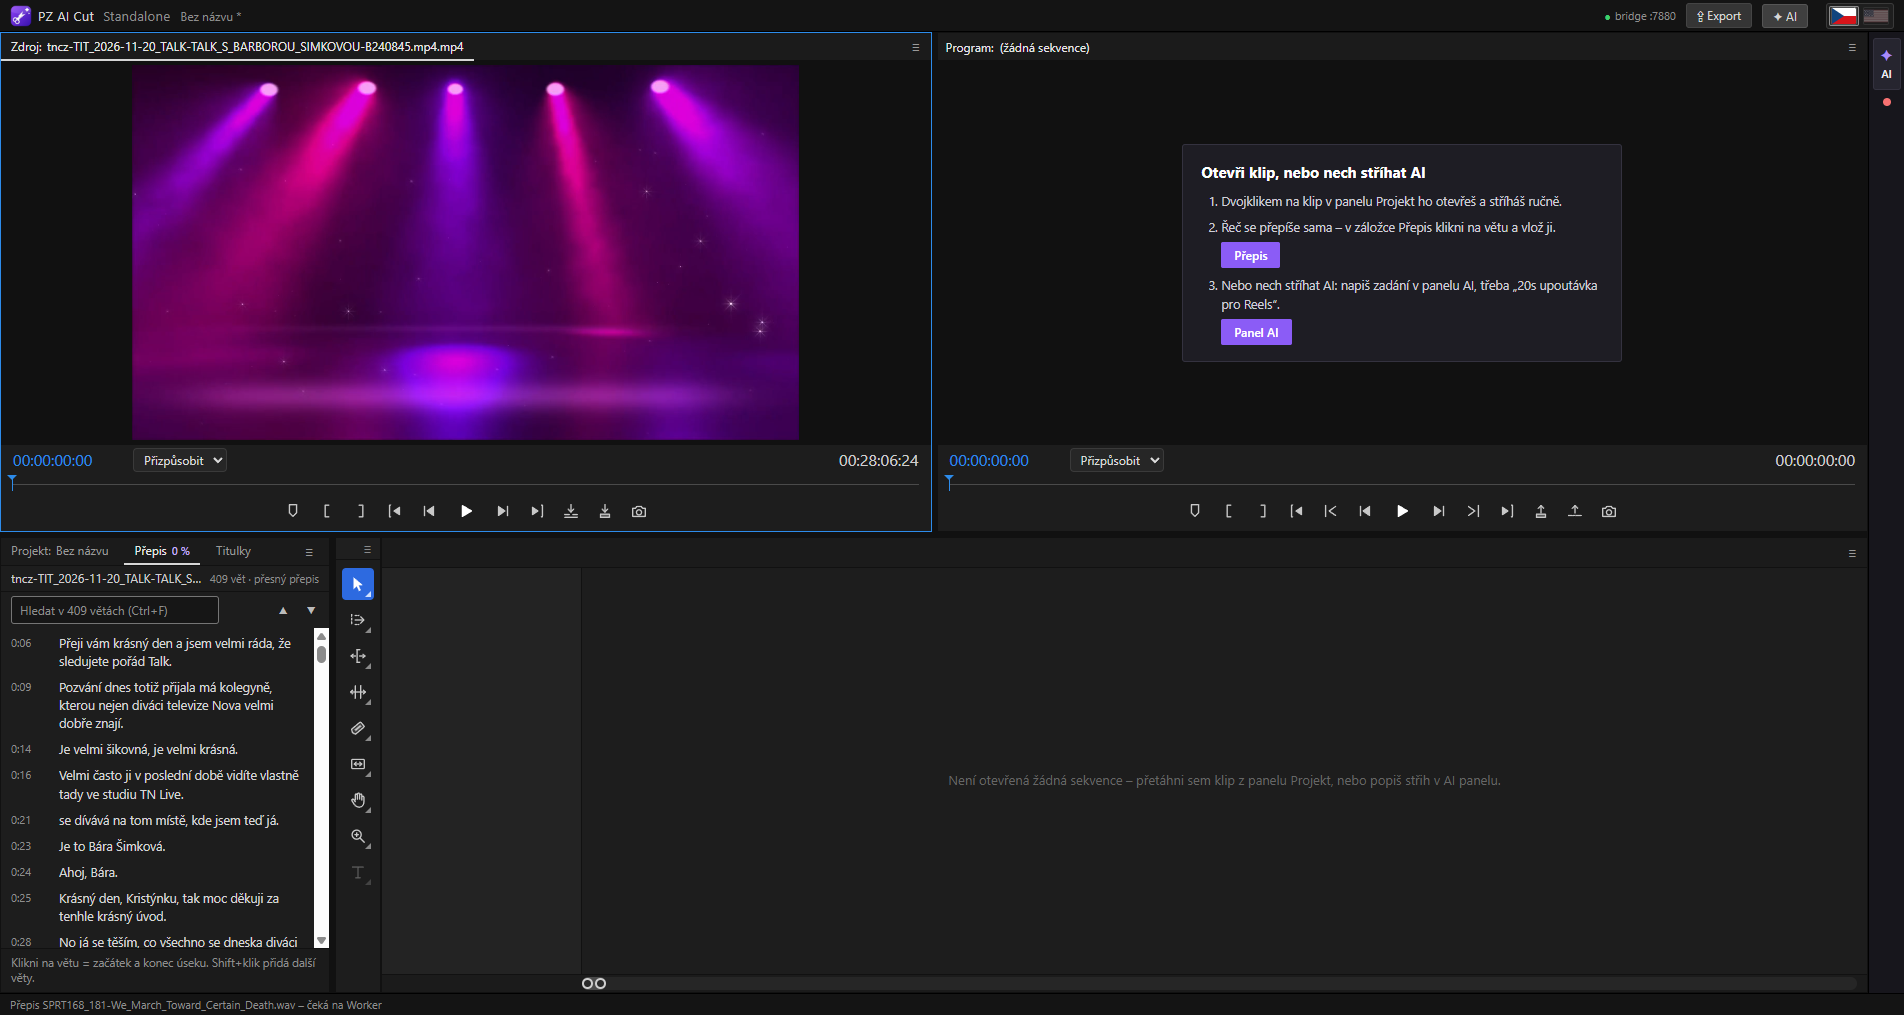 PZ AI Cut Standalone Bez názvu *
bridge :7880
Export
AI
Zdroj: tncz-TIT_2026-11-20_TALK-TALK_S_BARBOROU_SIMKOVOU-B240845.mp4.mp4
Program: (žádná sekvence)
AI
Otevři klip, nebo nech stříhat AI
1. Dvojklikem na klip v panelu Projekt ho otevřeš a stříháš ručně.
2. Řeč se přepíše sama – v záložce Přepis klikni na větu a vlož ji.
Přepis
3. Nebo nech stříhat AI: napiš zadání v panelu AI, třeba „20s upoutávka
pro Reels“.
Panel AI
00:00:00:00
Přizpůsobit
00:28:06:24
00:00:00:00
Přizpůsobit
00:00:00:00
Projekt: Bez názvu
Přepis 0 %
Titulky
tncz-TIT_2026-11-20_TALK-TALK_S... 409 vět · přesný přepis
Hledat v 409 větách (Ctrl+F)
0:06 Přeji vám krásný den a jsem velmi ráda, že
sledujete pořád Talk.
0:09 Pozvání dnes totiž přijala má kolegyně,
kterou nejen diváci televize Nova velmi
dobře znají.
0:14 Je velmi šikovná, je velmi krásná.
0:16 Velmi často ji v poslední době vidíte vlastně
tady ve studiu TN Live.
0:21 se dívává na tom místě, kde jsem teď já.
0:23 Je to Bára Šimková.
0:24 Ahoj, Bára.
0:25 Krásný den, Kristýnku, tak moc děkuji za
tenhle krásný úvod.
0:28 No já se těším, co všechno se dneska diváci
Klikni na větu = začátek a konec úseku. Shift+klik přidá další
věty.
Není otevřená žádná sekvence – přetáhni sem klip z panelu Projekt, nebo popiš střih v AI panelu.
Přepis SPRT168_181-We_March_Toward_Certain_Death.wav – čeká na Worker